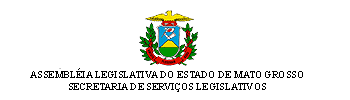 ASSEMBLÉIA LEGISLATIVA DO ESTADO DE MATO GROSSO
SECRETARIA DE SERVIÇOS LEGISLATIVOS